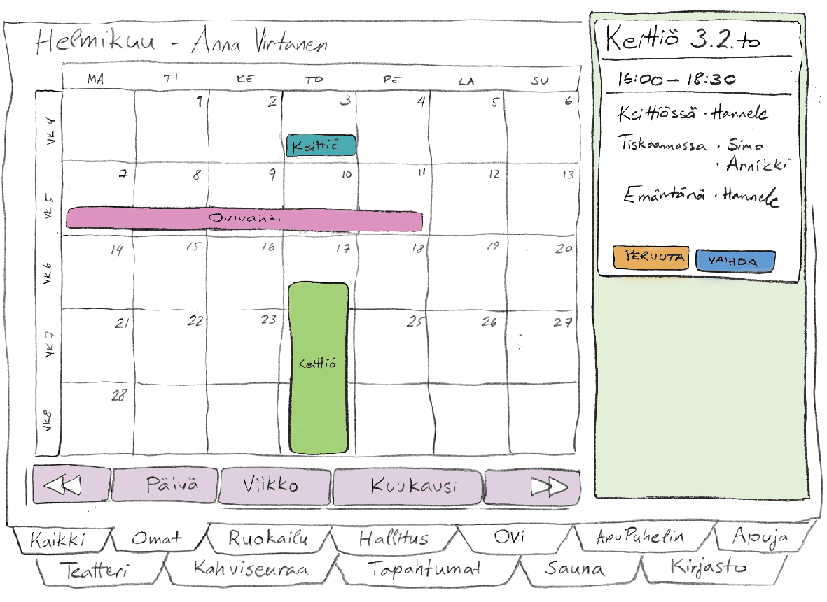 Helmikuu - Anna Virtanen
MA TI KE TO PE LA SU
VK 4
1 2 3 4 5 6
Keittiö
VK 5
7 8 9 10 11 12 13
Ovivahti
VK 6
14 15 16 17 18 19 20
VK 7
21 22 23 25 26 27
Keittiö
VK 8
28
Päivä Viikko Kuukausi
Keittiö 3.2. to
16:00 - 18:30
Keittiössä · Hannele
Tiskaamassa · Simo
· Annikki
Emäntänä · Hannele
PERUUTA VAIHDA
Kaikki Omat Ruokailu Hallitus Ovi ApuPuhelin Apuja
Teatteri Kahviseuraa Tapahtumat Sauna Kirjasto